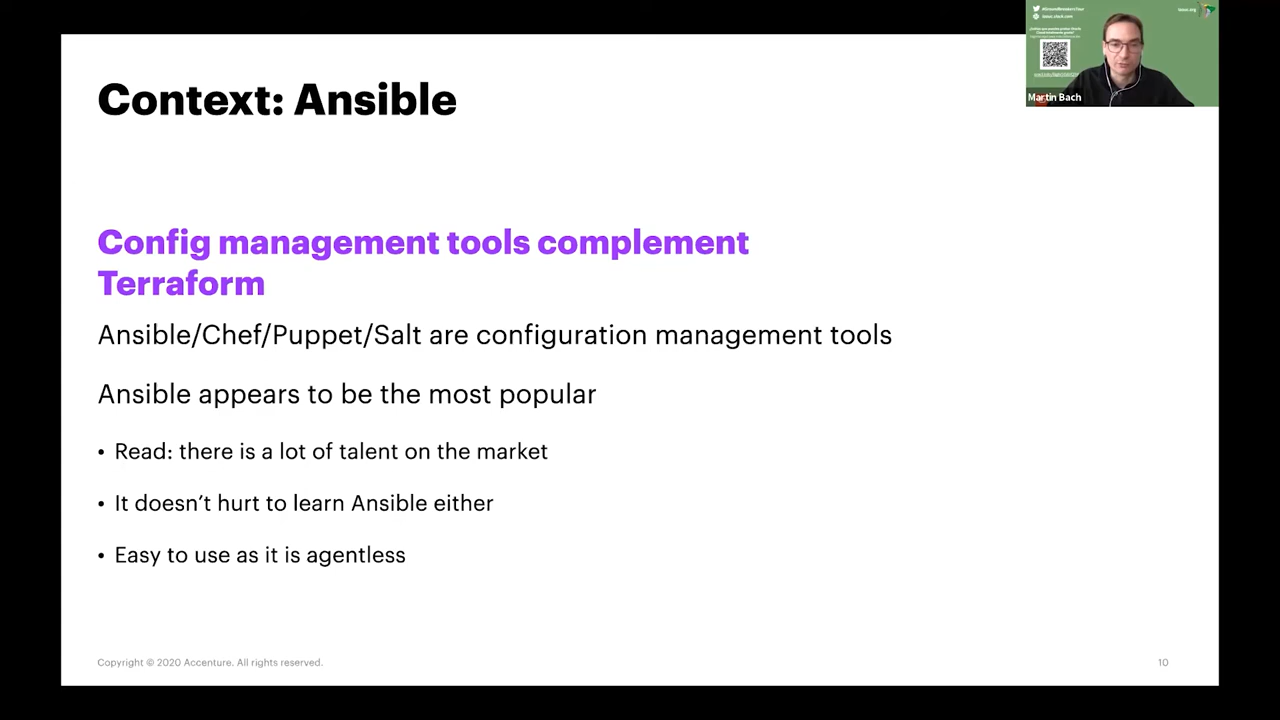 Context: Ansible
Config management tools complement
Terraform
Ansible/Chef/Puppet/Salt are configuration management tools
Ansible appears to be the most popular
• Read: there is a lot of talent on the market
• It doesn't hurt to learn Ansible either
• Easy to use as it is agentless
Copyright © 2020 Accenture. All rights reserved.
10
Martin Bach